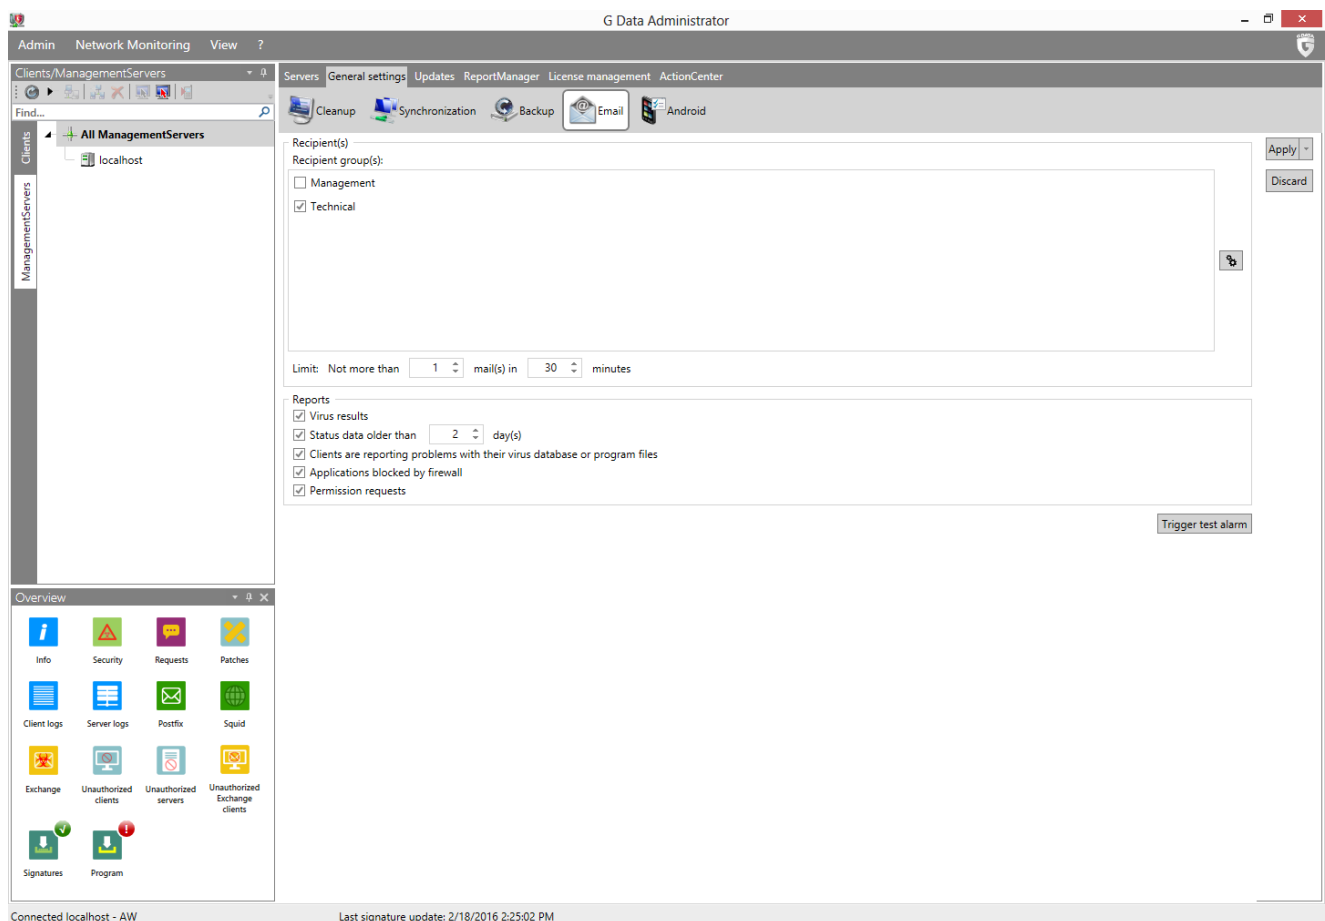 G Data Administrator
Admin Network Monitoring View ?
Clients/ManagementServers
Find...
Clients
ManagementServers
All ManagementServers
localhost
Servers General settings Updates ReportManager License management ActionCenter
Cleanup Synchronization Backup Email Android
Recipient(s)
Recipient group(s):
Management
Technical
Limit: Not more than 1 mail(s) in 30 minutes
Reports
Virus results
Status data older than 2 day(s)
Clients are reporting problems with their virus database or program files
Applications blocked by firewall
Permission requests
Apply
Discard
Trigger test alarm
Overview
Info Security Requests Patches
Client logs Server logs Postfix Squid
Exchange
Unauthorized
clients
Unauthorized
servers
Unauthorized
Exchange
clients
Signatures Program
Connected localhost - AW Last signature update: 2/18/2016 2:25:02 PM